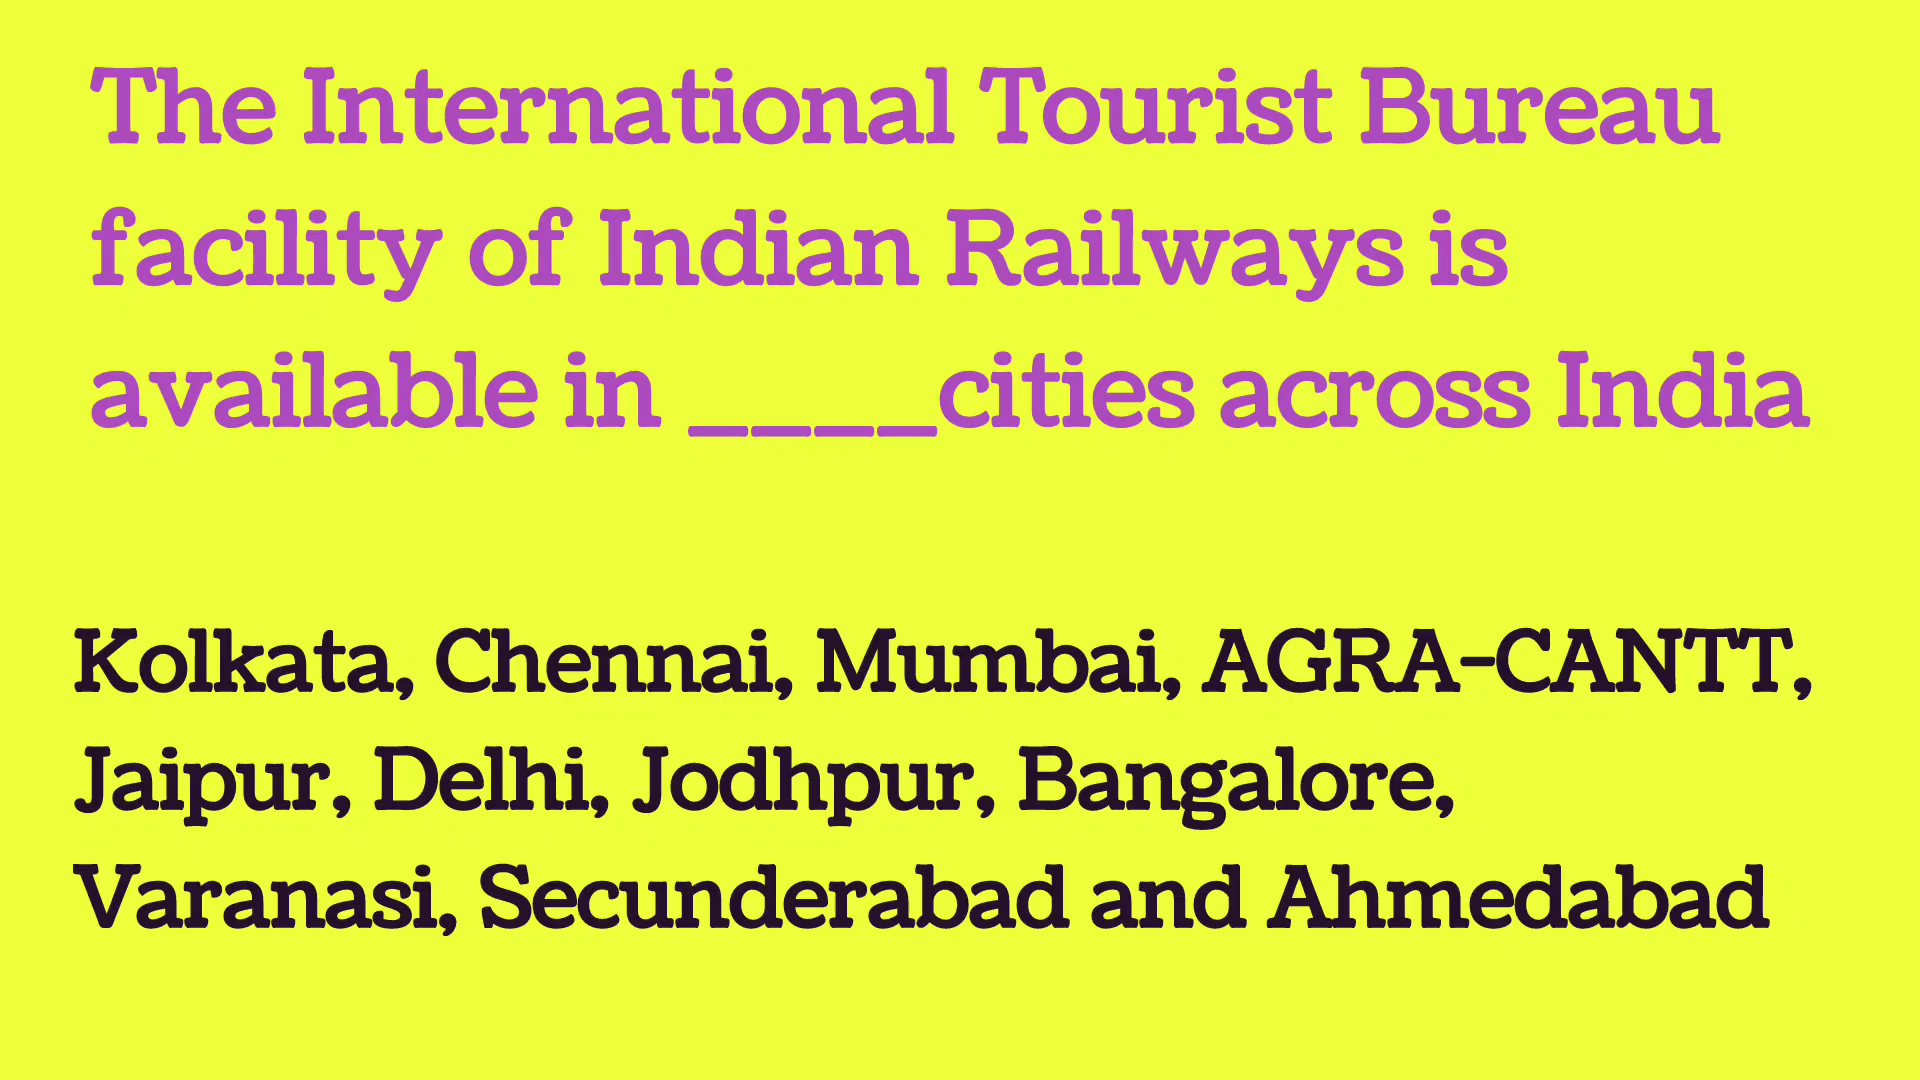 The International Tourist Bureau
facility of Indian Railways is
available in ____cities across India
Kolkata, Chennai, Mumbai, AGRA-CANTT,
Jaipur, Delhi, Jodhpur, Bangalore,
Varanasi, Secunderabad and Ahmedabad